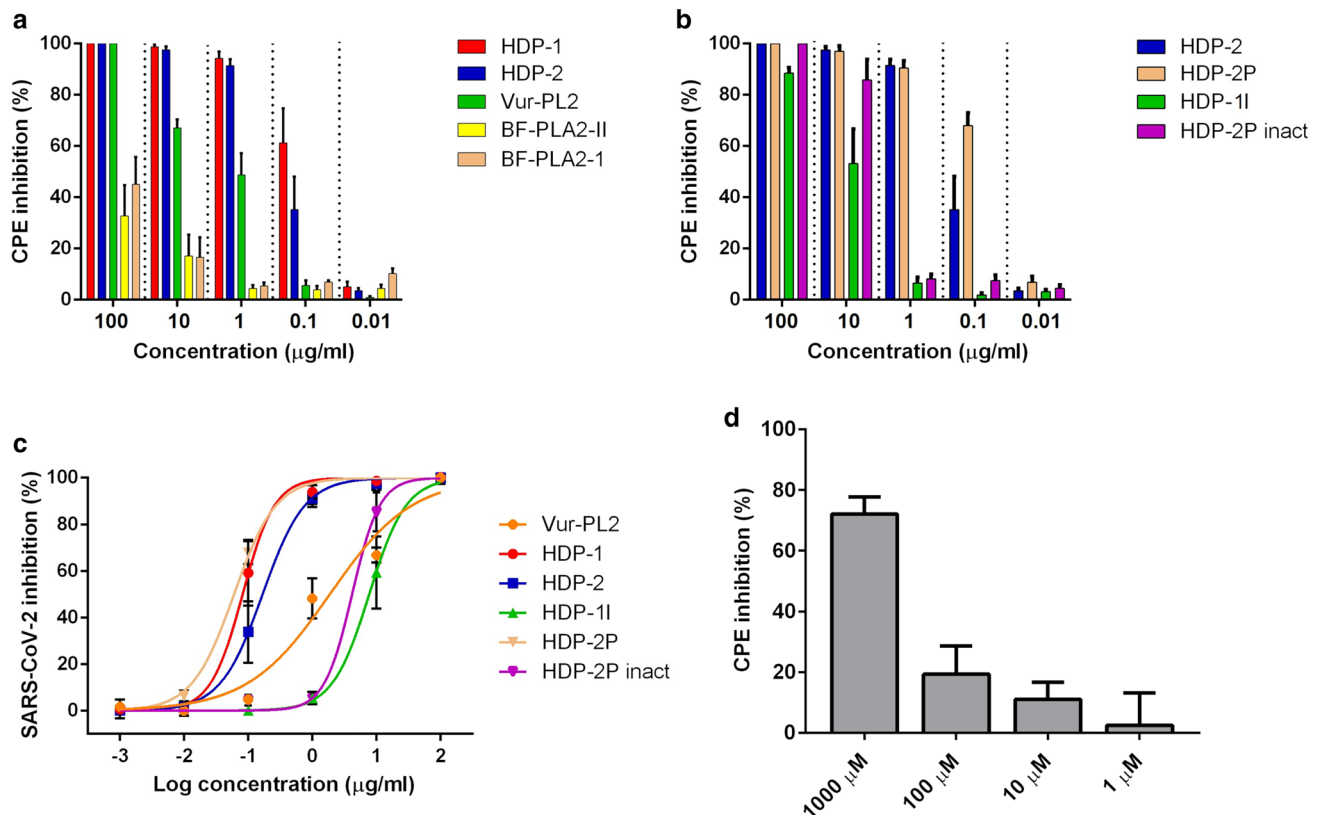 a
CPE inhibition (%)
100
80
60
40
20
0
100 10 1 0.1 0.01
Concentration (μg/ml)
HDP-1
HDP-2
Vur-PL2
BF-PLA2-II
BF-PLA2-1
b
CPE inhibition (%)
100
80
60
40
20
0
100 10 1 0.1 0.01
Concentration (μg/ml)
HDP-2
HDP-2P
HDP-1I
HDP-2P inact
c
SARS-CoV-2 inhibition (%)
100
80
60
40
20
0
-3 -2 -1 0 1 2
Log concentration (μg/ml)
Vur-PL2
HDP-1
HDP-2
HDP-1I
HDP-2P
HDP-2P inact
d
CPE inhibition (%)
100
80
60
40
20
0
1000 μM
100 μM
10 μM
1 μM